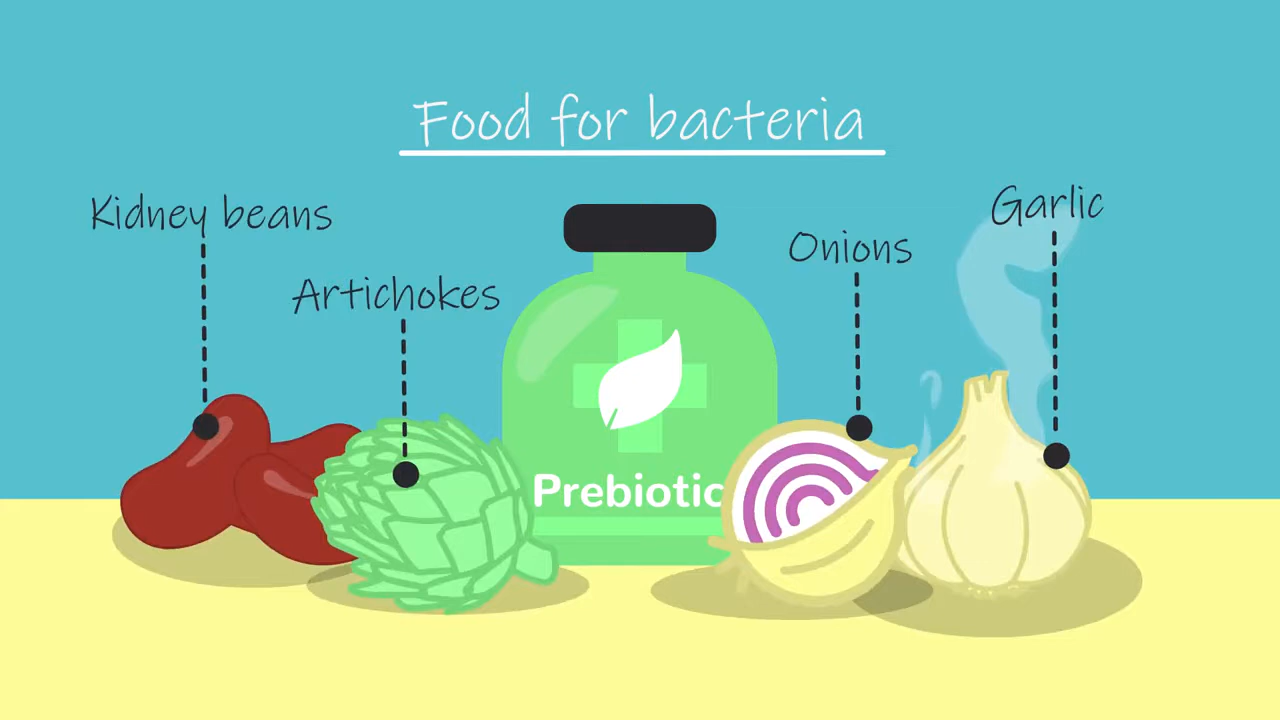 Food for bacteria
Kidney beans
Artichokes
Onions
Garlic
Prebiotic